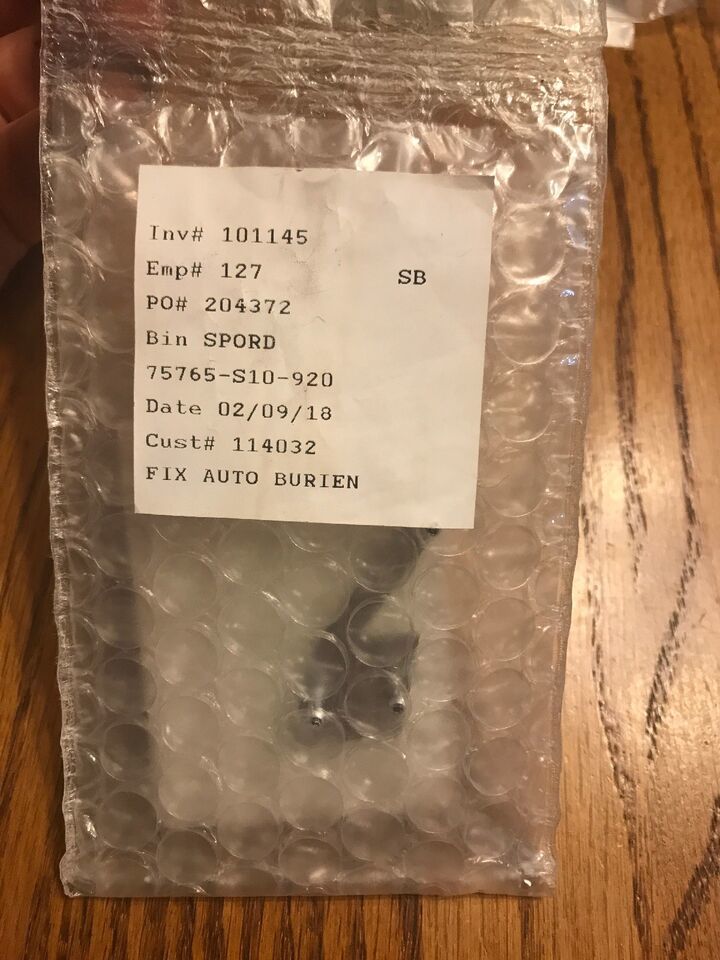 Inv# 101145
Emp# 127 SB
PO# 204372
Bin SPORD
75765-S10-920
Date 02/09/18
Cust# 114032
FIX AUTO BURIEN